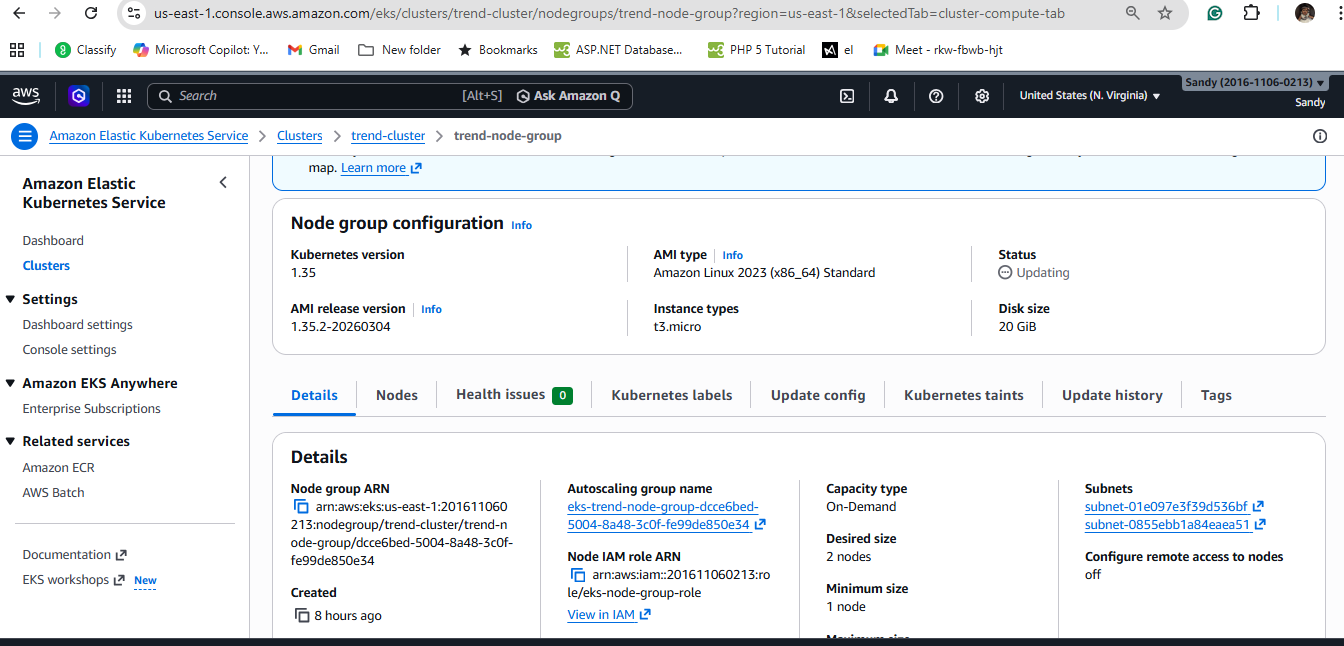 us-east-1.console.aws.amazon.com/eks/clusters/trend-cluster/nodegroups/trend-node-group?region=us-east-1&selectedTab=cluster-compute-tab
Classify
Microsoft Copilot: Y...
Gmail
New folder
Bookmarks
ASP.NET Database...
PHP 5 Tutorial
el
Meet - rkw-fbwb-hjt
aws
Search
[Alt+S]
Ask Amazon Q
United States (N. Virginia)
Sandy (2016-1106-0213)
Sandy
Amazon Elastic Kubernetes Service
Clusters
trend-cluster
trend-node-group
Amazon Elastic
Kubernetes Service
Dashboard
Clusters
Settings
Dashboard settings
Console settings
Amazon EKS Anywhere
Enterprise Subscriptions
Related services
Amazon ECR
AWS Batch
Documentation
EKS workshops New
map. Learn more
Node group configuration Info
Kubernetes version
1.35
AMI type Info
Amazon Linux 2023 (x86_64) Standard
Status
Updating
AMI release version Info
1.35.2-20260304
Instance types
t3.micro
Disk size
20 GiB
Details
Nodes
Health issues 0
Kubernetes labels
Update config
Kubernetes taints
Update history
Tags
Details
Node group ARN
arn:aws:eks:us-east-1:201611060
213:nodegroup/trend-cluster/trend-n
ode-group/dcce6bed-5004-8a48-3c0f-
fe99de850e34
Created
8 hours ago
Autoscaling group name
eks-trend-node-group-dcce6bed-
5004-8a48-3c0f-fe99de850e34
Node IAM role ARN
arn:aws:iam::201611060213:ro
le/eks-node-group-role
View in IAM
Capacity type
On-Demand
Desired size
2 nodes
Minimum size
1 node
Maximum size
Subnets
subnet-01e097e3f39d536bf
subnet-0855ebb1a84eaea51
Configure remote access to nodes
off